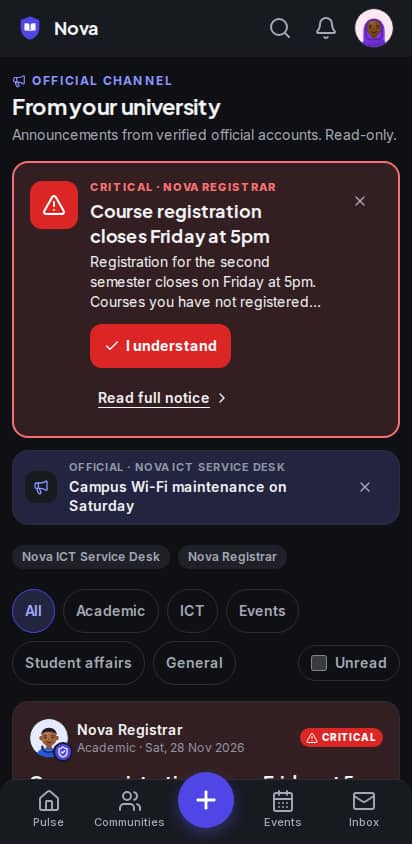 Nova
OFFICIAL CHANNEL
From your university
Announcements from verified official accounts. Read-only.
CRITICAL · NOVA REGISTRAR
Course registration
closes Friday at 5pm
Registration for the second
semester closes on Friday at 5pm.
Courses you have not registered...
I understand
Read full notice
OFFICIAL · NOVA ICT SERVICE DESK
Campus Wi-Fi maintenance on
Saturday
Nova ICT Service Desk
Nova Registrar
All
Academic
ICT
Events
Student affairs
General
Unread
Nova Registrar
Academic · Sat, 28 Nov 2026
CRITICAL
Pulse
Communities
Events
Inbox